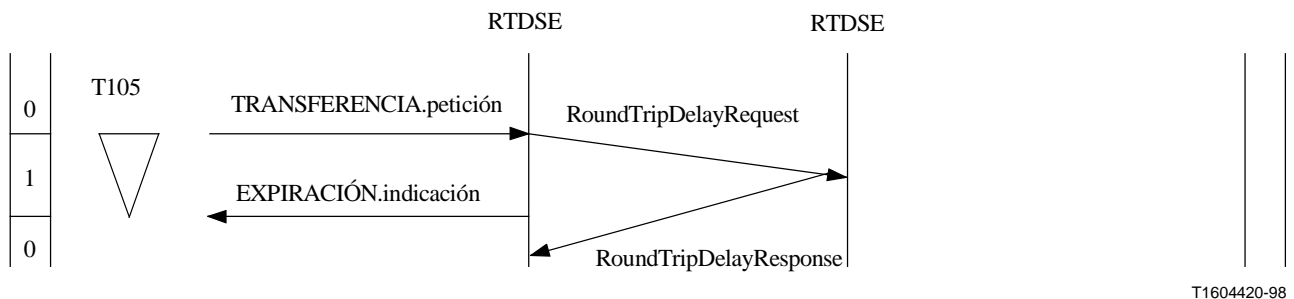 RTDSE
RTDSE
T105
0
TRANSFERENCIA.petición
RoundTripDelayRequest
1
EXPIRACIÓN.indicación
0
RoundTripDelayResponse
T1604420-98